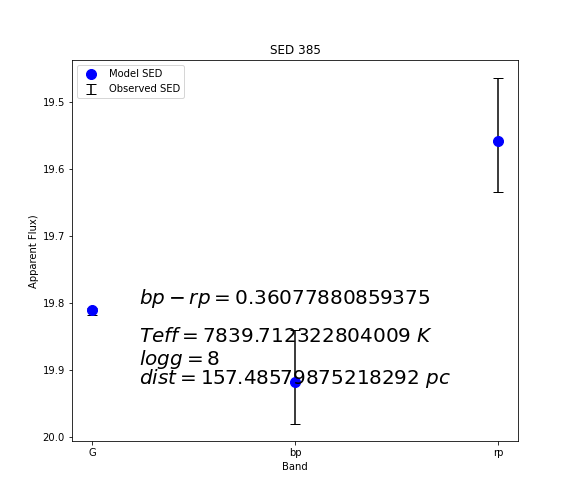 SED 385
Model SED
Observed SED
19.5
19.6
19.7
19.8
19.9
20.0
Apparent Flux)
bp − rp = 0.36077880859375
Teff = 7839.712322804009 K
logg = 8
dist = 157.48579875218292 pc
G
bp
rp
Band